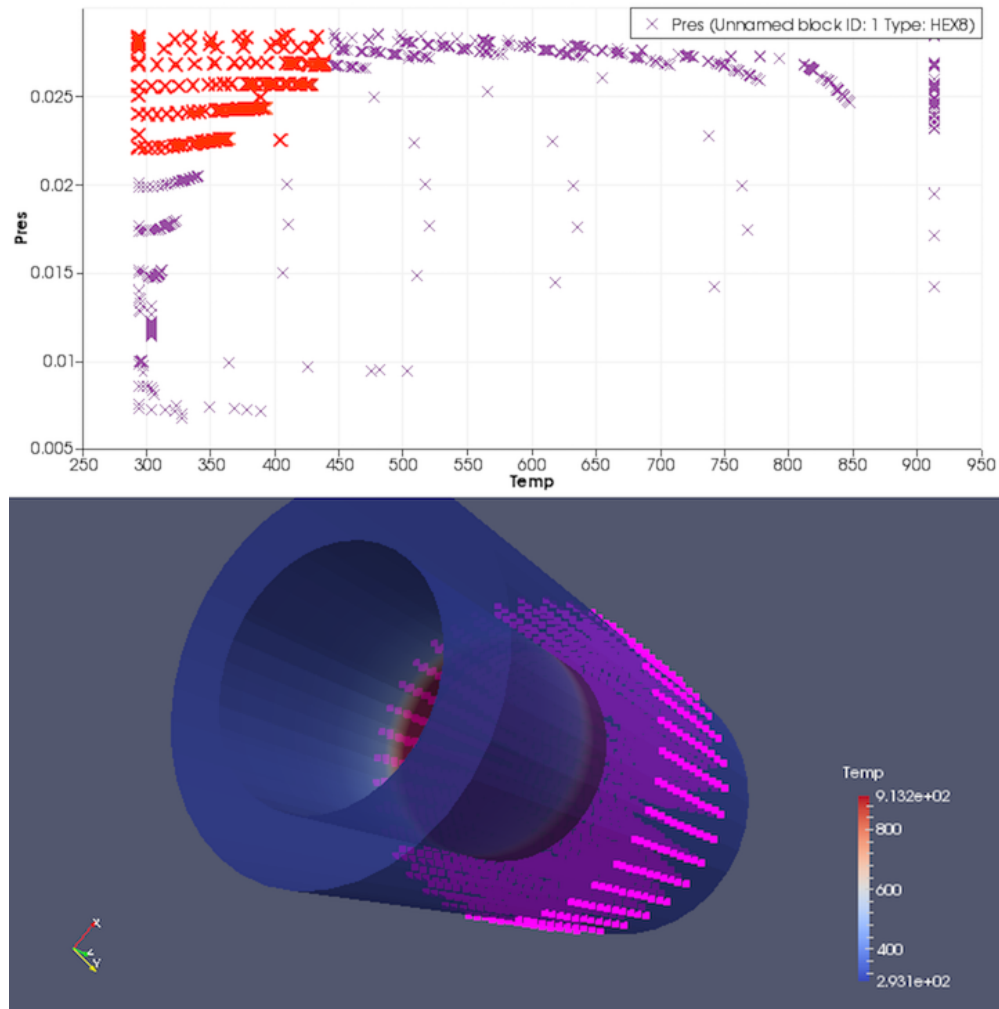 Pres (Unnamed block ID: 1 Type: HEX8)
0.025
0.02
Pres
0.015
0.01
0.005
250 300 350 400 450 500 550 600 650 700 750 800 850 900 950
Temp
Temp
9.132e+02
800
600
400
2.931e+02
X
Z
Y